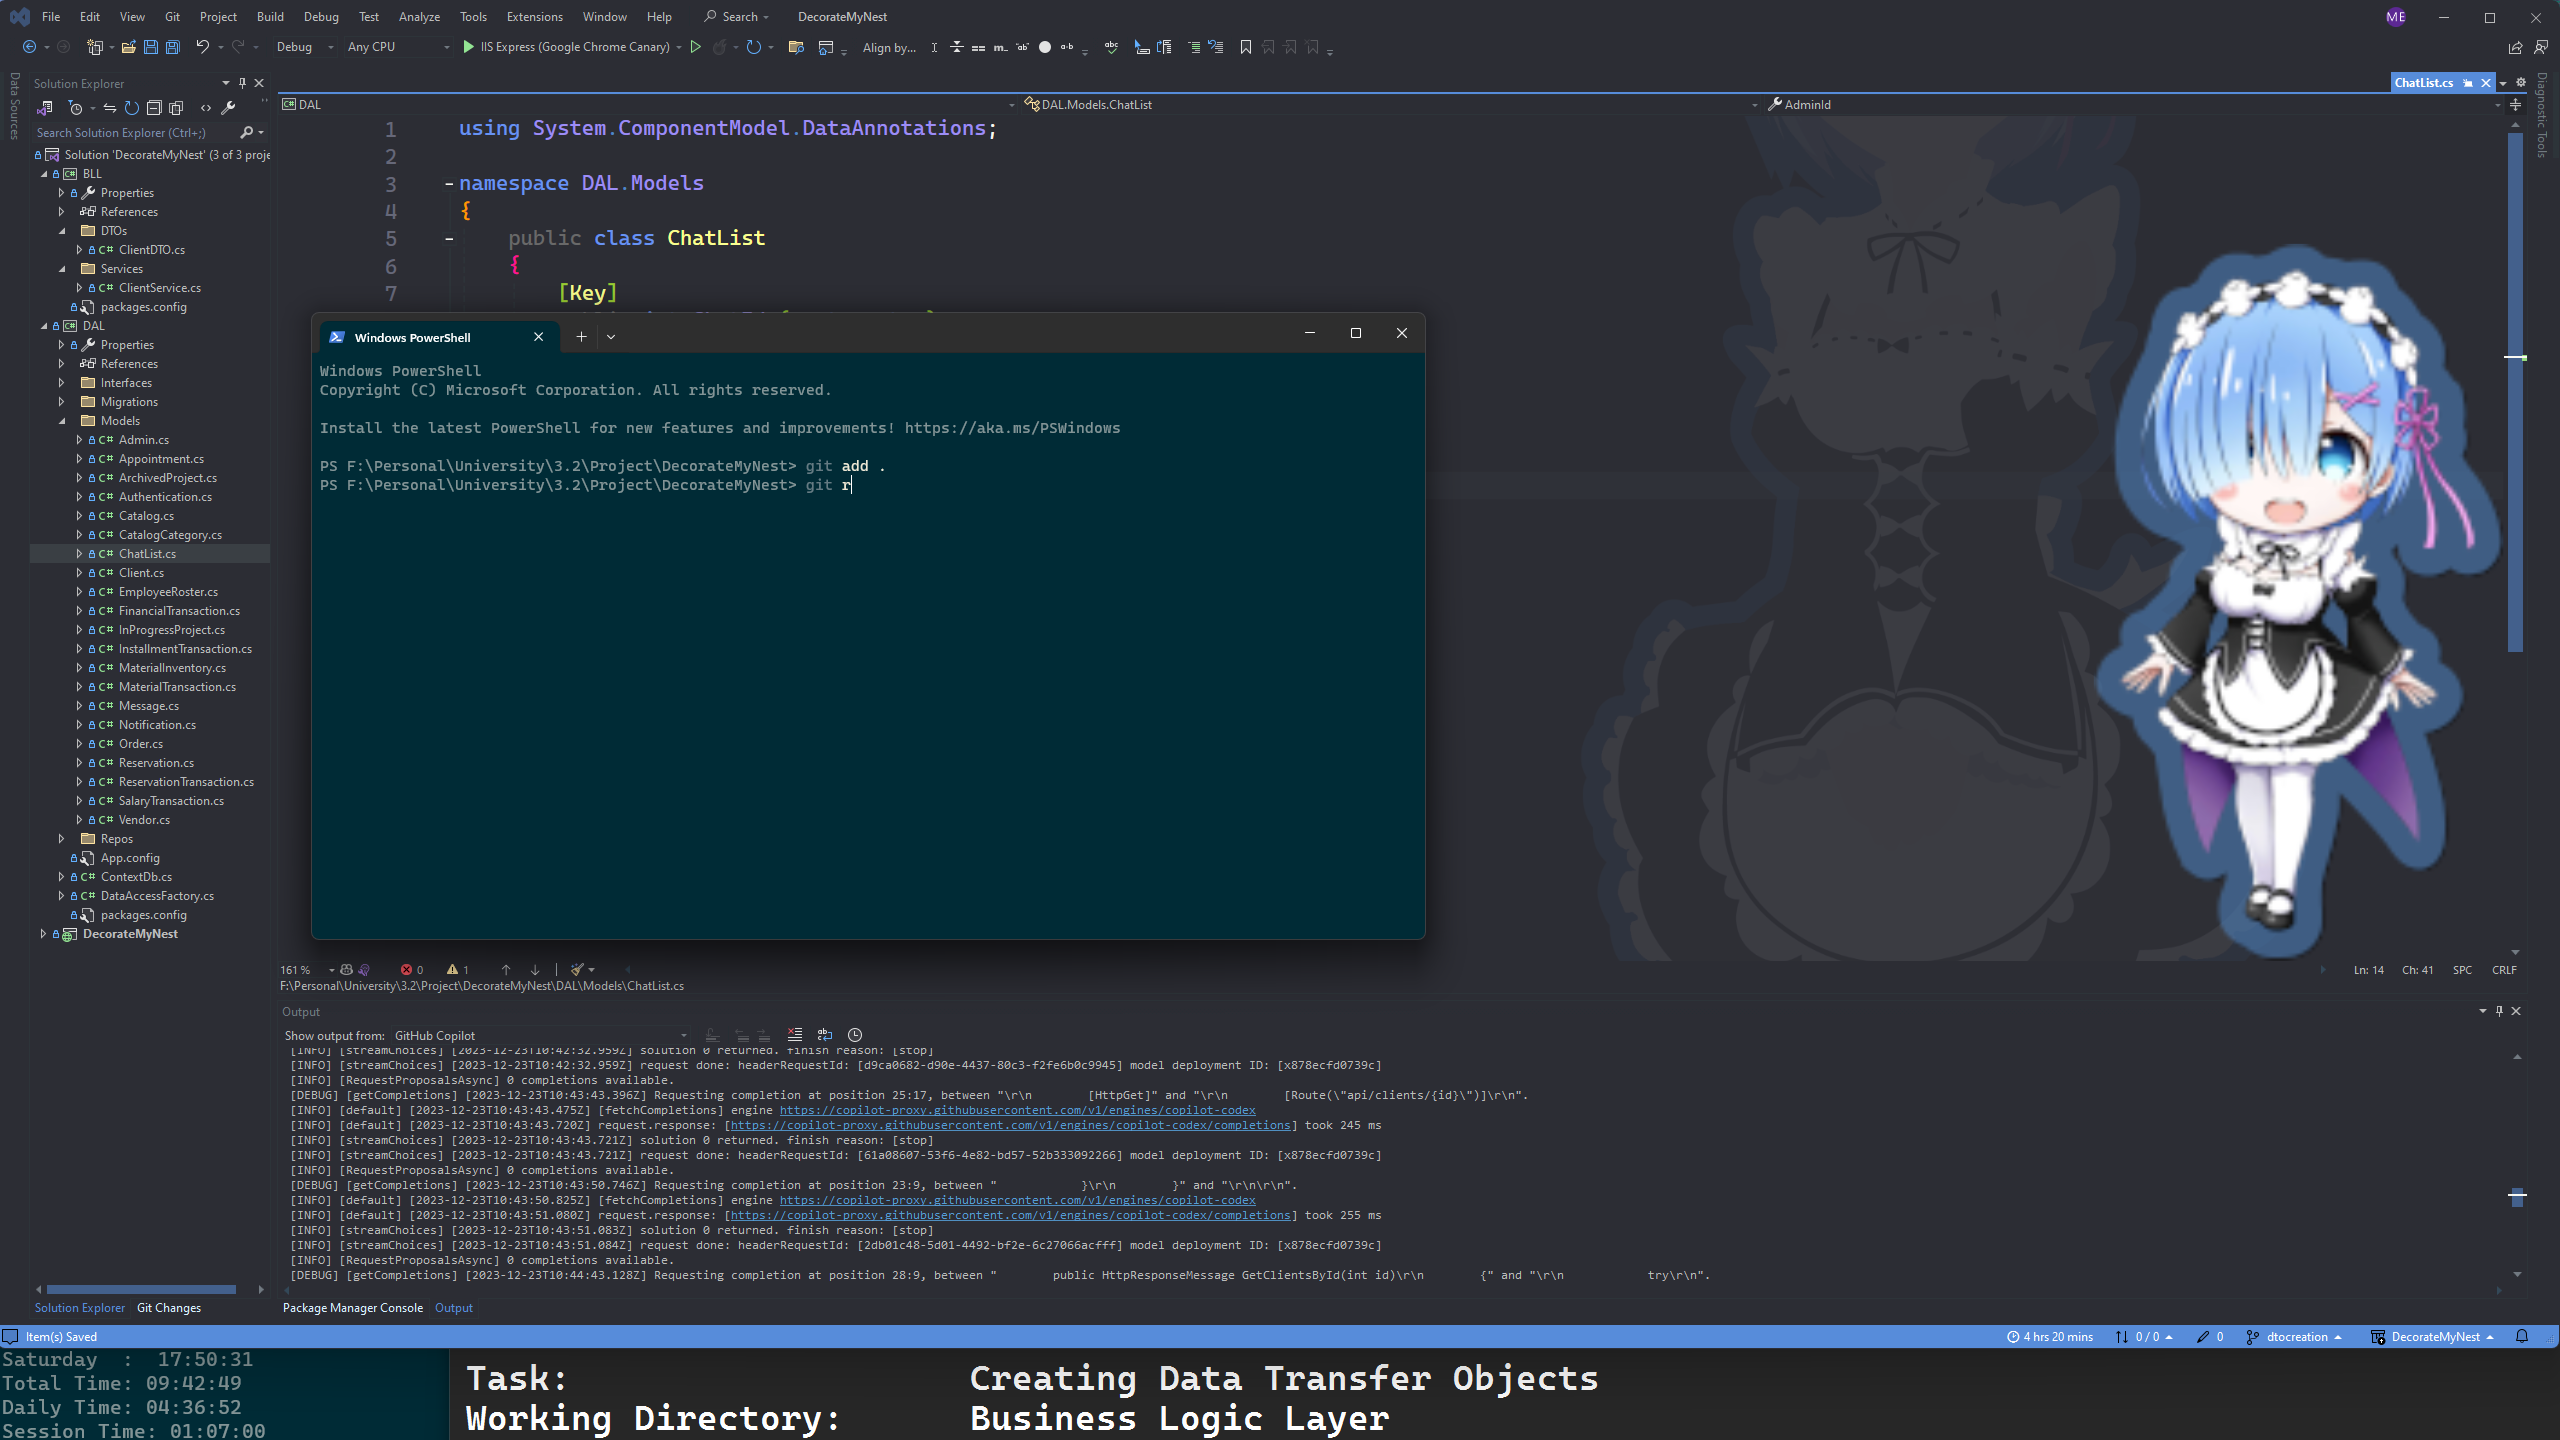 File Edit View Git Project Build Debug Test Analyze Tools Extensions Window Help Search DecorateMyNest ME
Debug Any CPU IIS Express (Google Chrome Canary) Align by...
Data Sources
Solution Explorer
Search Solution Explorer (Ctrl+;)
Solution 'DecorateMyNest' (3 of 3 proje
BLL
Properties
References
DTOs
C# ClientDTO.cs
Services
C# ClientService.cs
packages.config
DAL
Properties
References
Interfaces
Migrations
Models
C# Admin.cs
C# Appointment.cs
C# ArchivedProject.cs
C# Authentication.cs
C# Catalog.cs
C# CatalogCategory.cs
C# ChatList.cs
C# Client.cs
C# EmployeeRoster.cs
C# FinancialTransaction.cs
C# InProgressProject.cs
C# InstallmentTransaction.cs
C# MaterialInventory.cs
C# MaterialTransaction.cs
C# Message.cs
C# Notification.cs
C# Order.cs
C# Reservation.cs
C# ReservationTransaction.cs
C# SalaryTransaction.cs
C# Vendor.cs
Repos
App.config
C# ContextDb.cs
C# DataAccessFactory.cs
packages.config
DecorateMyNest
Solution Explorer Git Changes
ChatList.cs
Diagnostic Tools
DAL DAL.Models.ChatList AdminId
1 using System.ComponentModel.DataAnnotations;
2
3 namespace DAL.Models
4 {
5 public class ChatList
6 {
7 [Key]
Windows PowerShell
Windows PowerShell
Copyright (C) Microsoft Corporation. All rights reserved.
Install the latest PowerShell for new features and improvements! https://aka.ms/PSWindows
PS F:\Personal\University\3.2\Project\DecorateMyNest> git add .
PS F:\Personal\University\3.2\Project\DecorateMyNest> git r
161 % 0 1 Ln: 14 Ch: 41 SPC CRLF
F:\Personal\University\3.2\Project\DecorateMyNest\DAL\Models\ChatList.cs
Output
Show output from: GitHub Copilot
[INFO] [streamChoices] [2023-12-23T10:42:32.959Z] solution 0 returned. finish reason: [stop]
[INFO] [streamChoices] [2023-12-23T10:42:32.959Z] request done: headerRequestId: [d9ca0682-d90e-4437-80c3-f2fe6b0c9945] model deployment ID: [x878ecfd0739c]
[INFO] [RequestProposalsAsync] 0 completions available.
[DEBUG] [getCompletions] [2023-12-23T10:43:43.396Z] Requesting completion at position 25:17, between "\r\n [HttpGet]" and "\r\n [Route(\"api/clients/{id}\")]\r\n".
[INFO] [default] [2023-12-23T10:43:43.475Z] [fetchCompletions] engine https://copilot-proxy.githubusercontent.com/v1/engines/copilot-codex
[INFO] [default] [2023-12-23T10:43:43.720Z] request.response: [https://copilot-proxy.githubusercontent.com/v1/engines/copilot-codex/completions] took 245 ms
[INFO] [streamChoices] [2023-12-23T10:43:43.721Z] solution 0 returned. finish reason: [stop]
[INFO] [streamChoices] [2023-12-23T10:43:43.721Z] request done: headerRequestId: [61a08607-53f6-4e82-bd57-52b333092266] model deployment ID: [x878ecfd0739c]
[INFO] [RequestProposalsAsync] 0 completions available.
[DEBUG] [getCompletions] [2023-12-23T10:43:50.746Z] Requesting completion at position 23:9, between " }\r\n }" and "\r\n\r\n".
[INFO] [default] [2023-12-23T10:43:50.825Z] [fetchCompletions] engine https://copilot-proxy.githubusercontent.com/v1/engines/copilot-codex
[INFO] [default] [2023-12-23T10:43:51.080Z] request.response: [https://copilot-proxy.githubusercontent.com/v1/engines/copilot-codex/completions] took 255 ms
[INFO] [streamChoices] [2023-12-23T10:43:51.083Z] solution 0 returned. finish reason: [stop]
[INFO] [streamChoices] [2023-12-23T10:43:51.084Z] request done: headerRequestId: [2db01c48-5d01-4492-bf2e-6c27066acfff] model deployment ID: [x878ecfd0739c]
[INFO] [RequestProposalsAsync] 0 completions available.
[DEBUG] [getCompletions] [2023-12-23T10:44:43.128Z] Requesting completion at position 28:9, between " public HttpResponseMessage GetClientsById(int id)\r\n {" and "\r\n try\r\n".
Package Manager Console Output
Item(s) Saved 4 hrs 20 mins 0 / 0 0 dtocreation DecorateMyNest
Saturday : 17:50:31
Total Time: 09:42:49
Daily Time: 04:36:52
Session Time: 01:07:00
Task: Creating Data Transfer Objects
Working Directory: Business Logic Layer